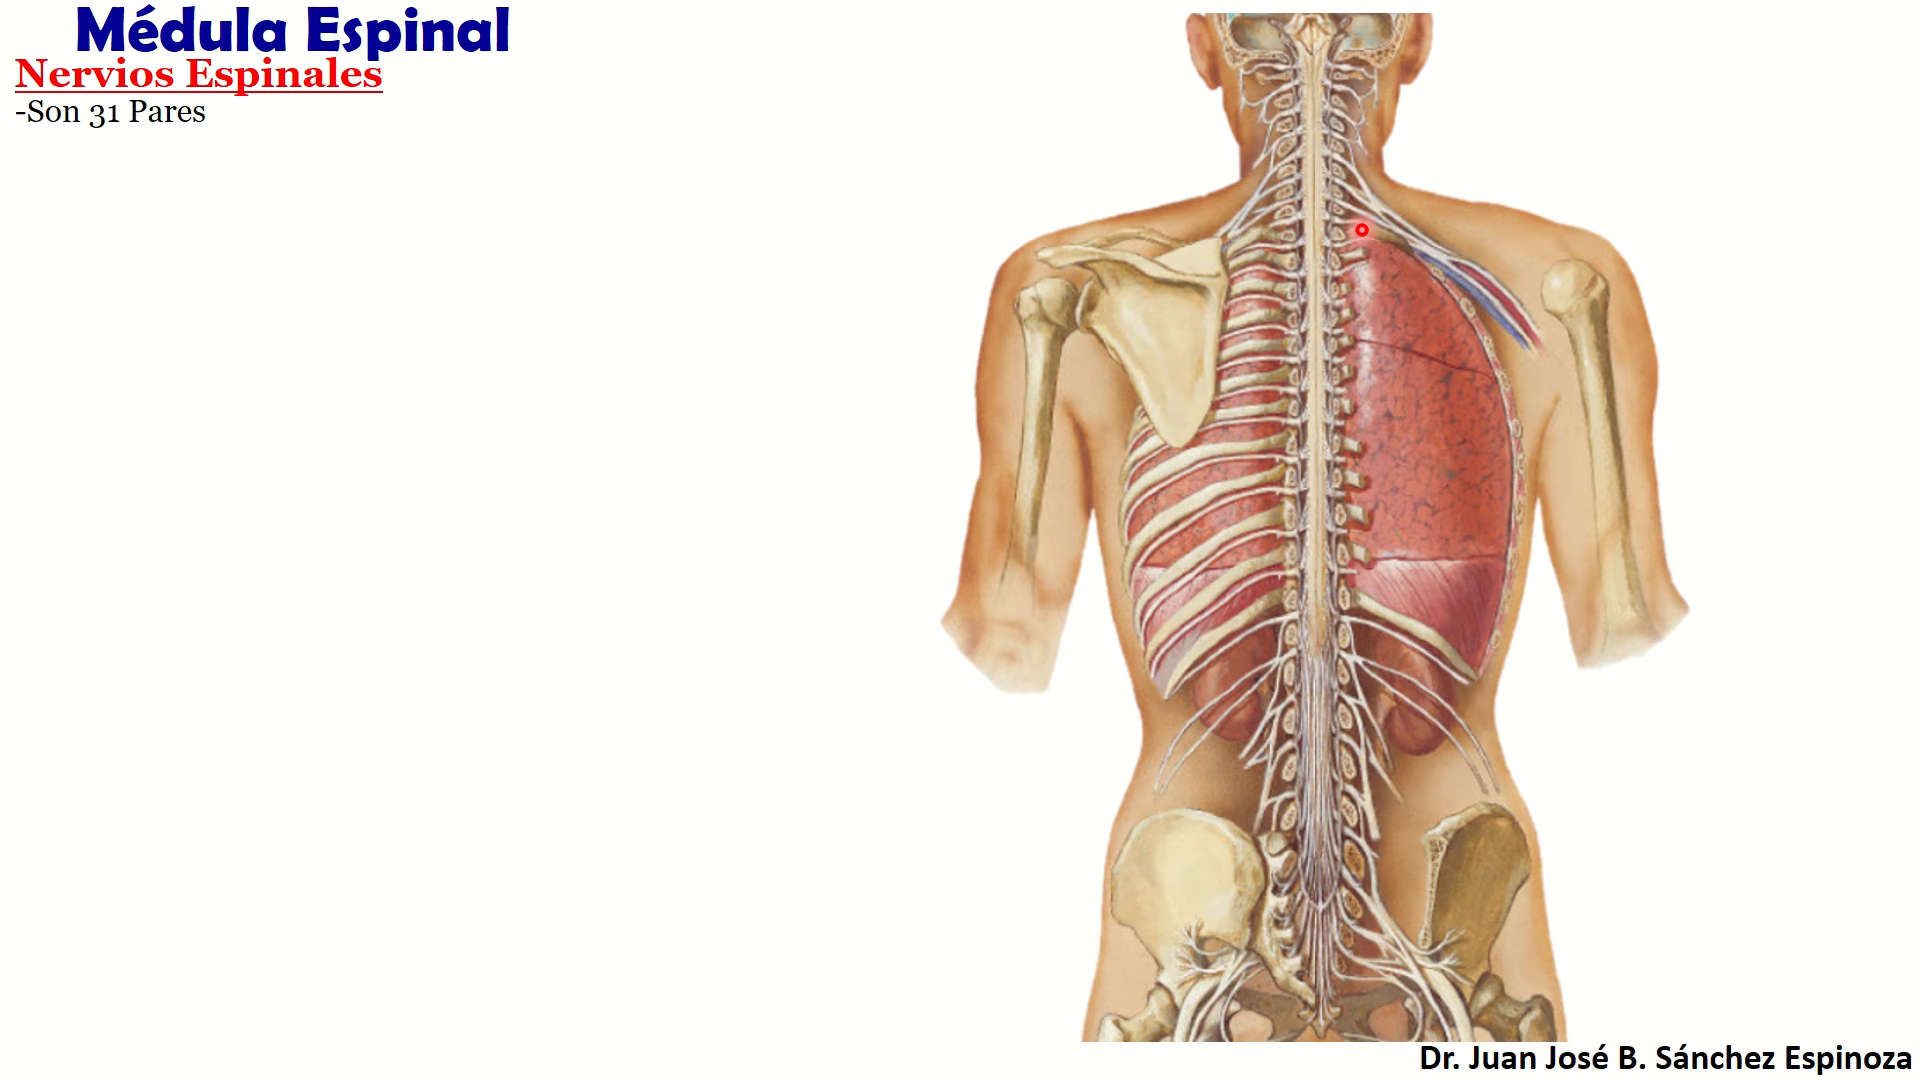 Médula Espinal
Nervios Espinales
-Son 31 Pares
Dr. Juan José B. Sánchez Espinoza